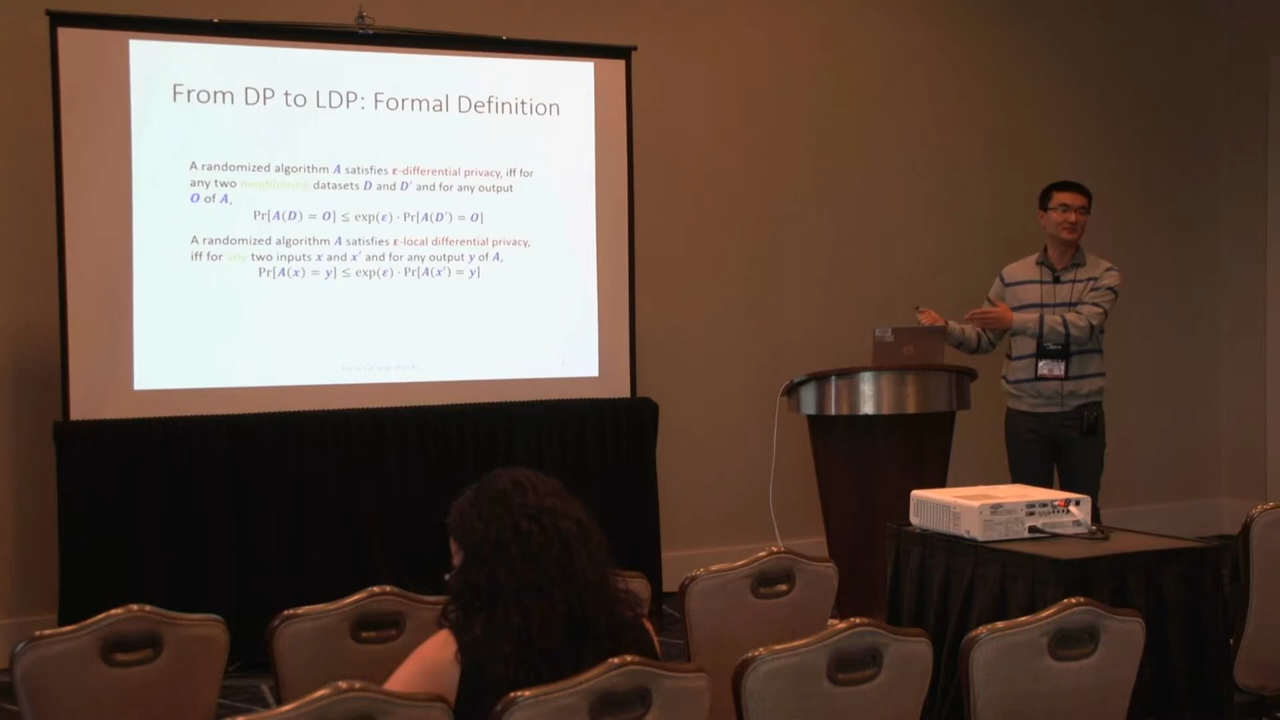 From DP to LDP: Formal Definition
A randomized algorithm A satisfies ε-differential privacy, iff for
any two neighboring datasets D and D′ and for any output
O of A,
Pr[A(D) = O] ≤ exp(ε) · Pr[A(D′) = O]
A randomized algorithm A satisfies ε-local differential privacy,
iff for any two inputs x and x′ and for any output y of A,
Pr[A(x) = y] ≤ exp(ε) · Pr[A(x′) = y]
hp